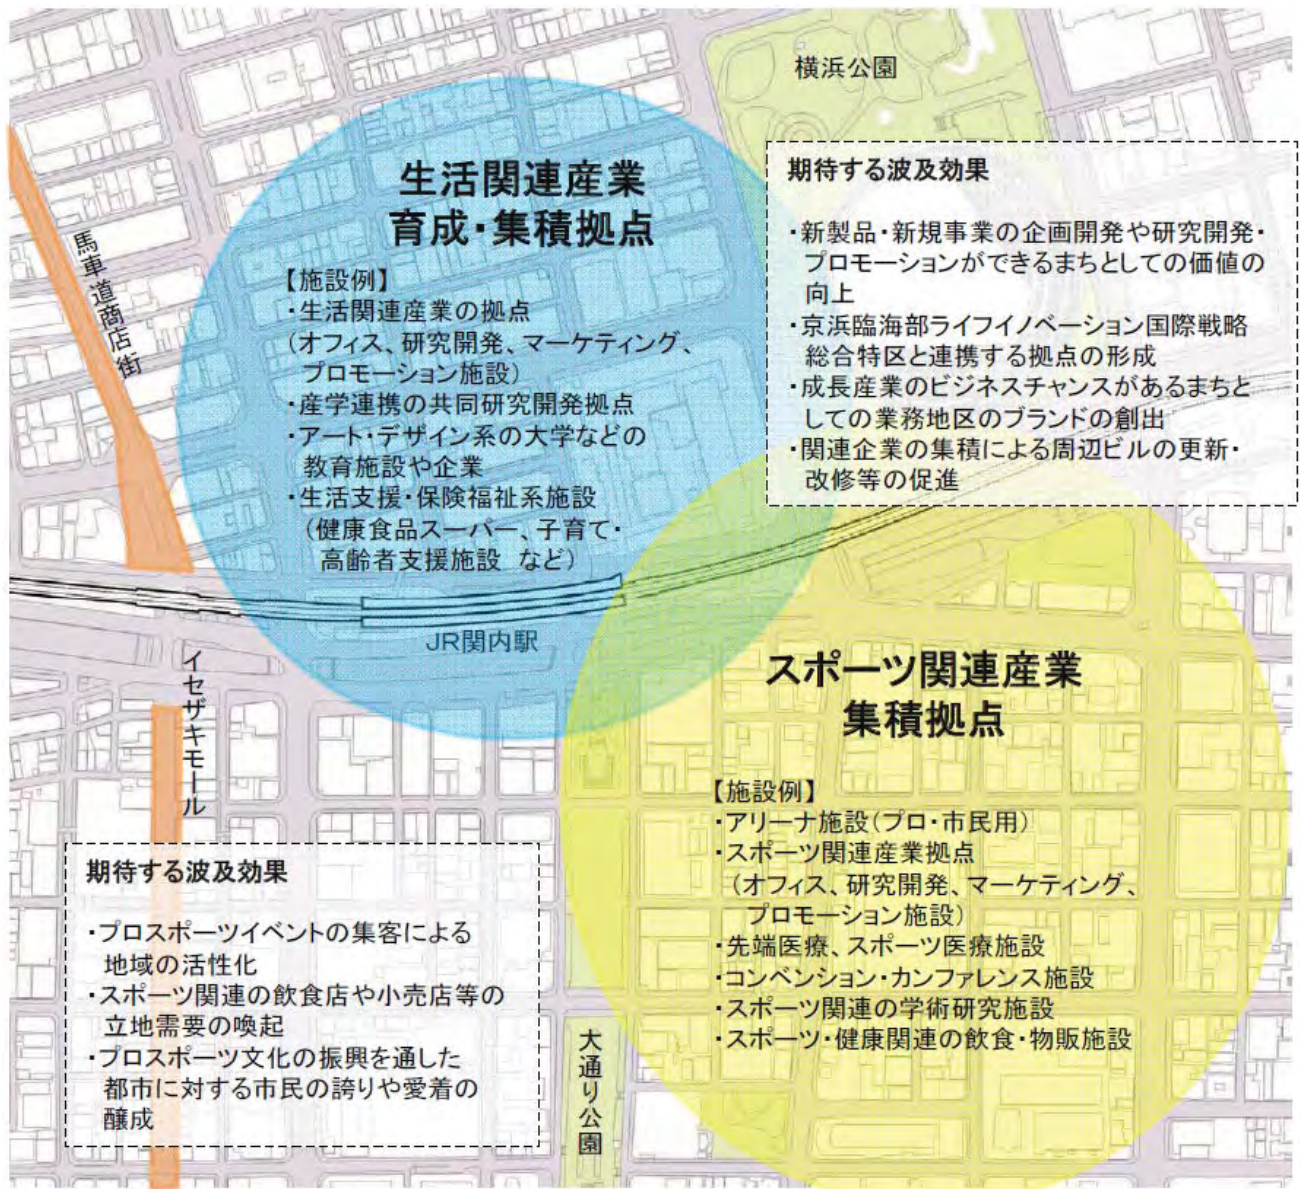 横浜公園
生活関連産業
育成・集積拠点
【施設例】
・生活関連産業の拠点
(オフィス、研究開発、マーケティング、
プロモーション施設)
・産学連携の共同研究開発拠点
・アート・デザイン系の大学などの
教育施設や企業
・生活支援・保険福祉系施設
(健康食品スーパー、子育て・
高齢者支援施設 など)
期待する波及効果
・新製品・新規事業の企画開発や研究開発・
プロモーションができるまちとしての価値の
向上
・京浜臨海部ライフイノベーション国際戦略
総合特区と連携する拠点の形成
・成長産業のビジネスチャンスがあるまちと
しての業務地区のブランドの創出
・関連企業の集積による周辺ビルの更新・
改修等の促進
馬車道商店街
JR関内駅
イセザキモール
スポーツ関連産業
集積拠点
【施設例】
・アリーナ施設(プロ・市民用)
・スポーツ関連産業拠点
(オフィス、研究開発、マーケティング、
プロモーション施設)
・先端医療、スポーツ医療施設
・コンベンション・カンファレンス施設
・スポーツ関連の学術研究施設
・スポーツ・健康関連の飲食・物販施設
期待する波及効果
・プロスポーツイベントの集客による
地域の活性化
・スポーツ関連の飲食店や小売店等の
立地需要の喚起
・プロスポーツ文化の振興を通した
都市に対する市民の誇りや愛着の
醸成
大通り公園